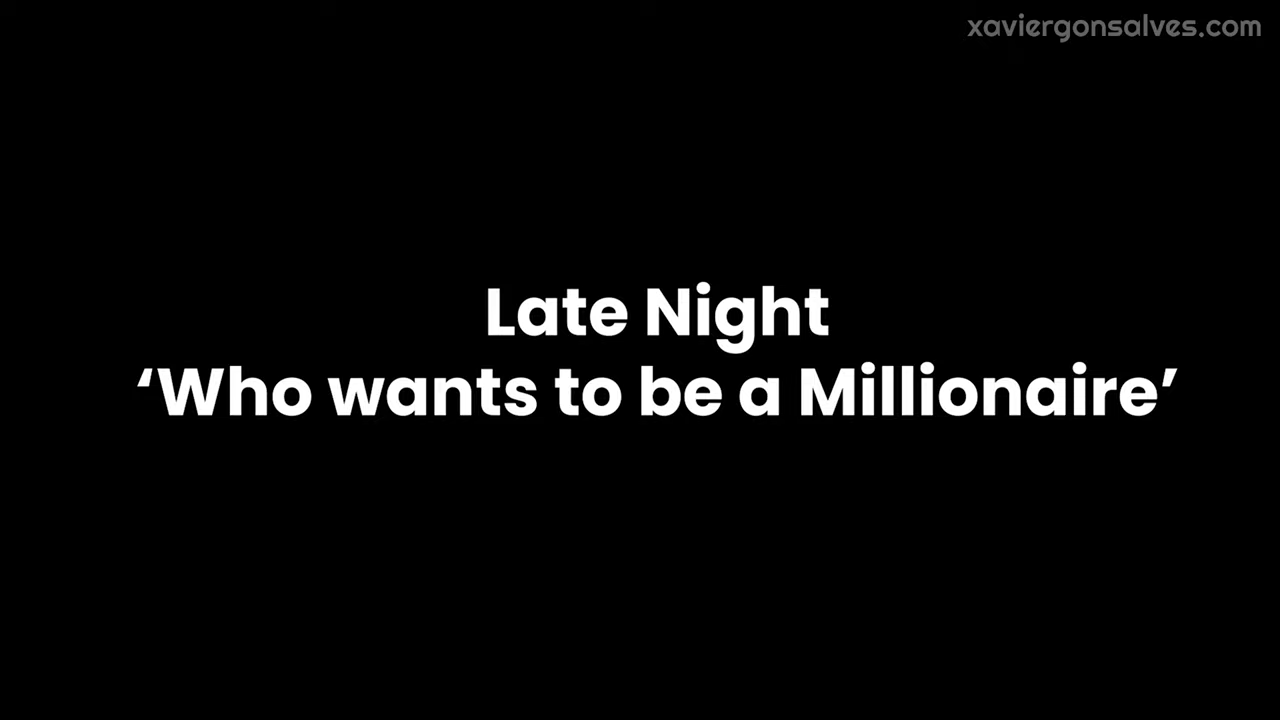 xaviergonsalves.com
Late Night
‘Who wants to be a Millionaire’